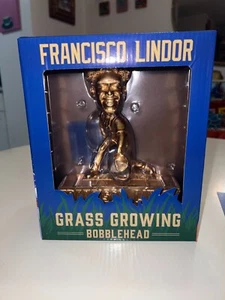 FRANCISCO LINDOR
GRASS GROWING
BOBBLEHEAD